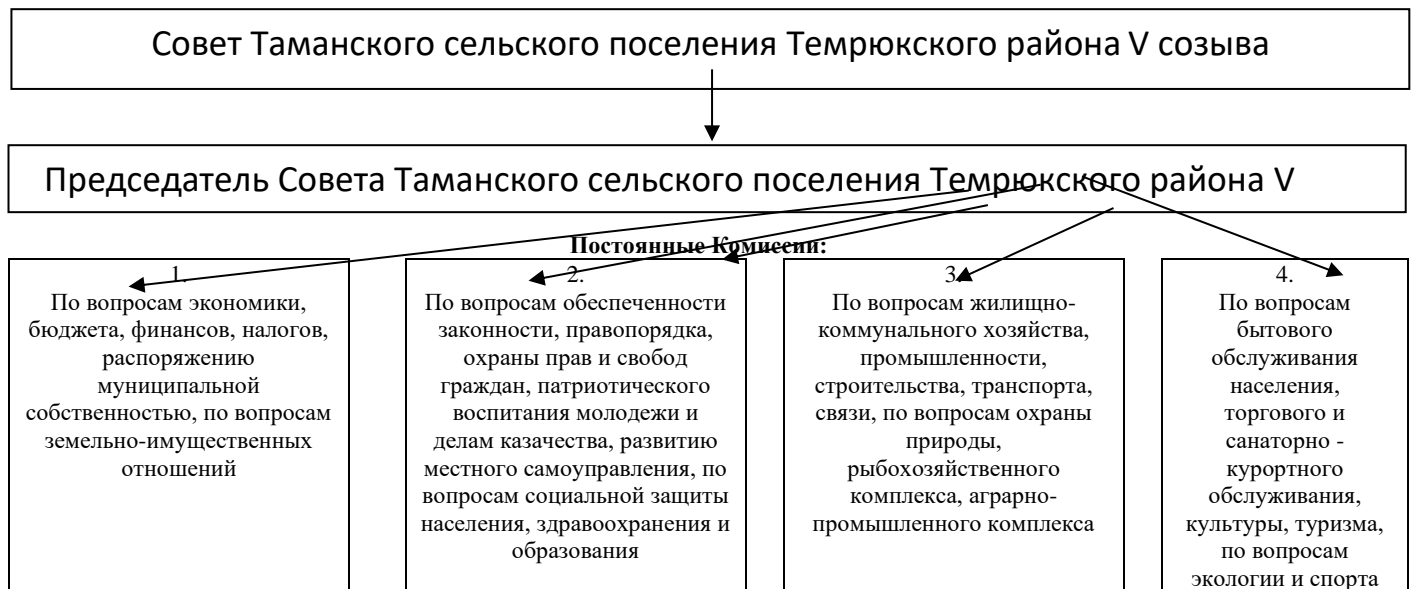 Совет Таманского сельского поселения Темрюкского района V созыва
Председатель Совета Таманского сельского поселения Темрюкского района V
Постоянные Комиссии:
1.
По вопросам экономики,
бюджета, финансов, налогов,
распоряжению
муниципальной
собственностью, по вопросам
земельно-имущественных
отношений
2.
По вопросам обеспеченности
законности, правопорядка,
охраны прав и свобод
граждан, патриотического
воспитания молодежи и
делам казачества, развитию
местного самоуправления, по
вопросам социальной защиты
населения, здравоохранения и
образования
3.
По вопросам жилищно-
коммунального хозяйства,
промышленности,
строительства, транспорта,
связи, по вопросам охраны
природы,
рыбохозяйственного
комплекса, аграрно-
промышленного комплекса
4.
По вопросам
бытового
обслуживания
населения,
торгового и
санаторно -
курортного
обслуживания,
культуры, туризма,
по вопросам
экологии и спорта